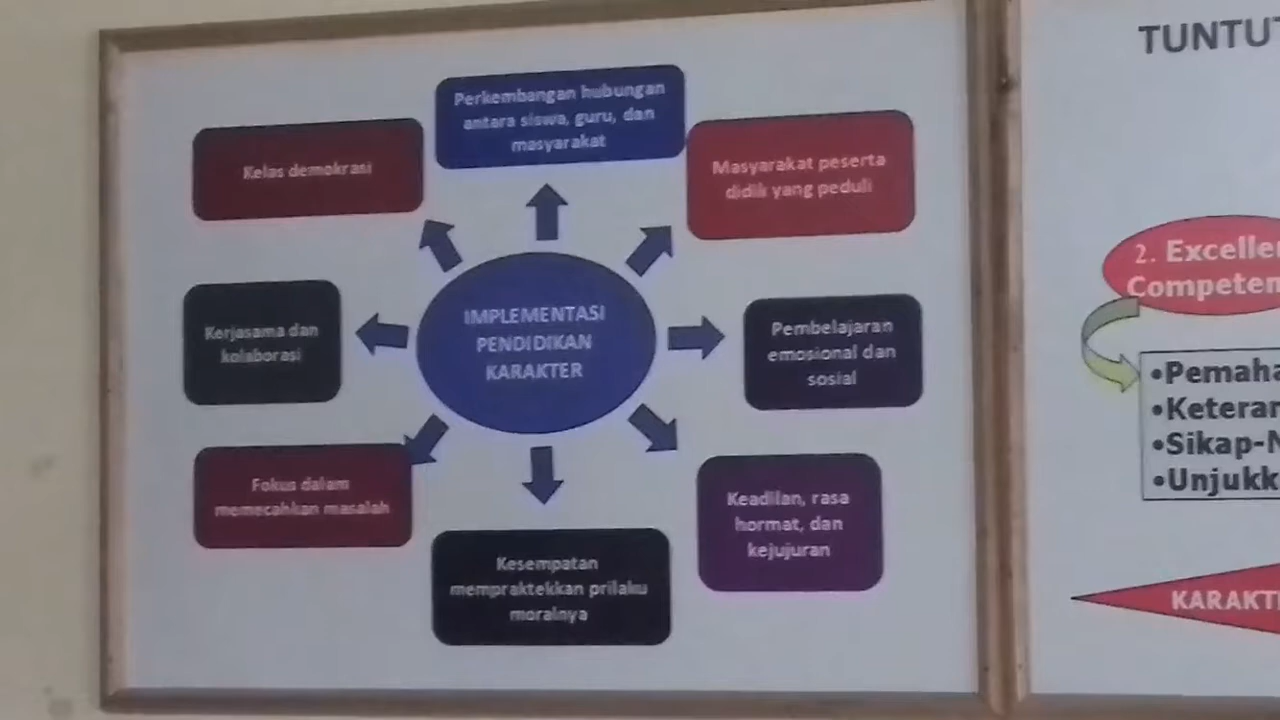 Perkembangan hubungan
antara siswa, guru, dan
masyarakat
Kelas demokrasi
Masyarakat peserta
didik yang peduli
IMPLEMENTASI
PENDIDIKAN
KARAKTER
Kerjasama dan
kolaborasi
Pembelajaran
emosional dan
sosial
Fokus dalam
memecahkan masalah
Keadilan, rasa
hormat, dan
kejujuran
Kesempatan
mempraktekkan prilaku
moralnya
TUNTUT
2. Excelle
Competen
•Pemaha
•Keteran
•Sikap-N
•Unjukk
KARAKT